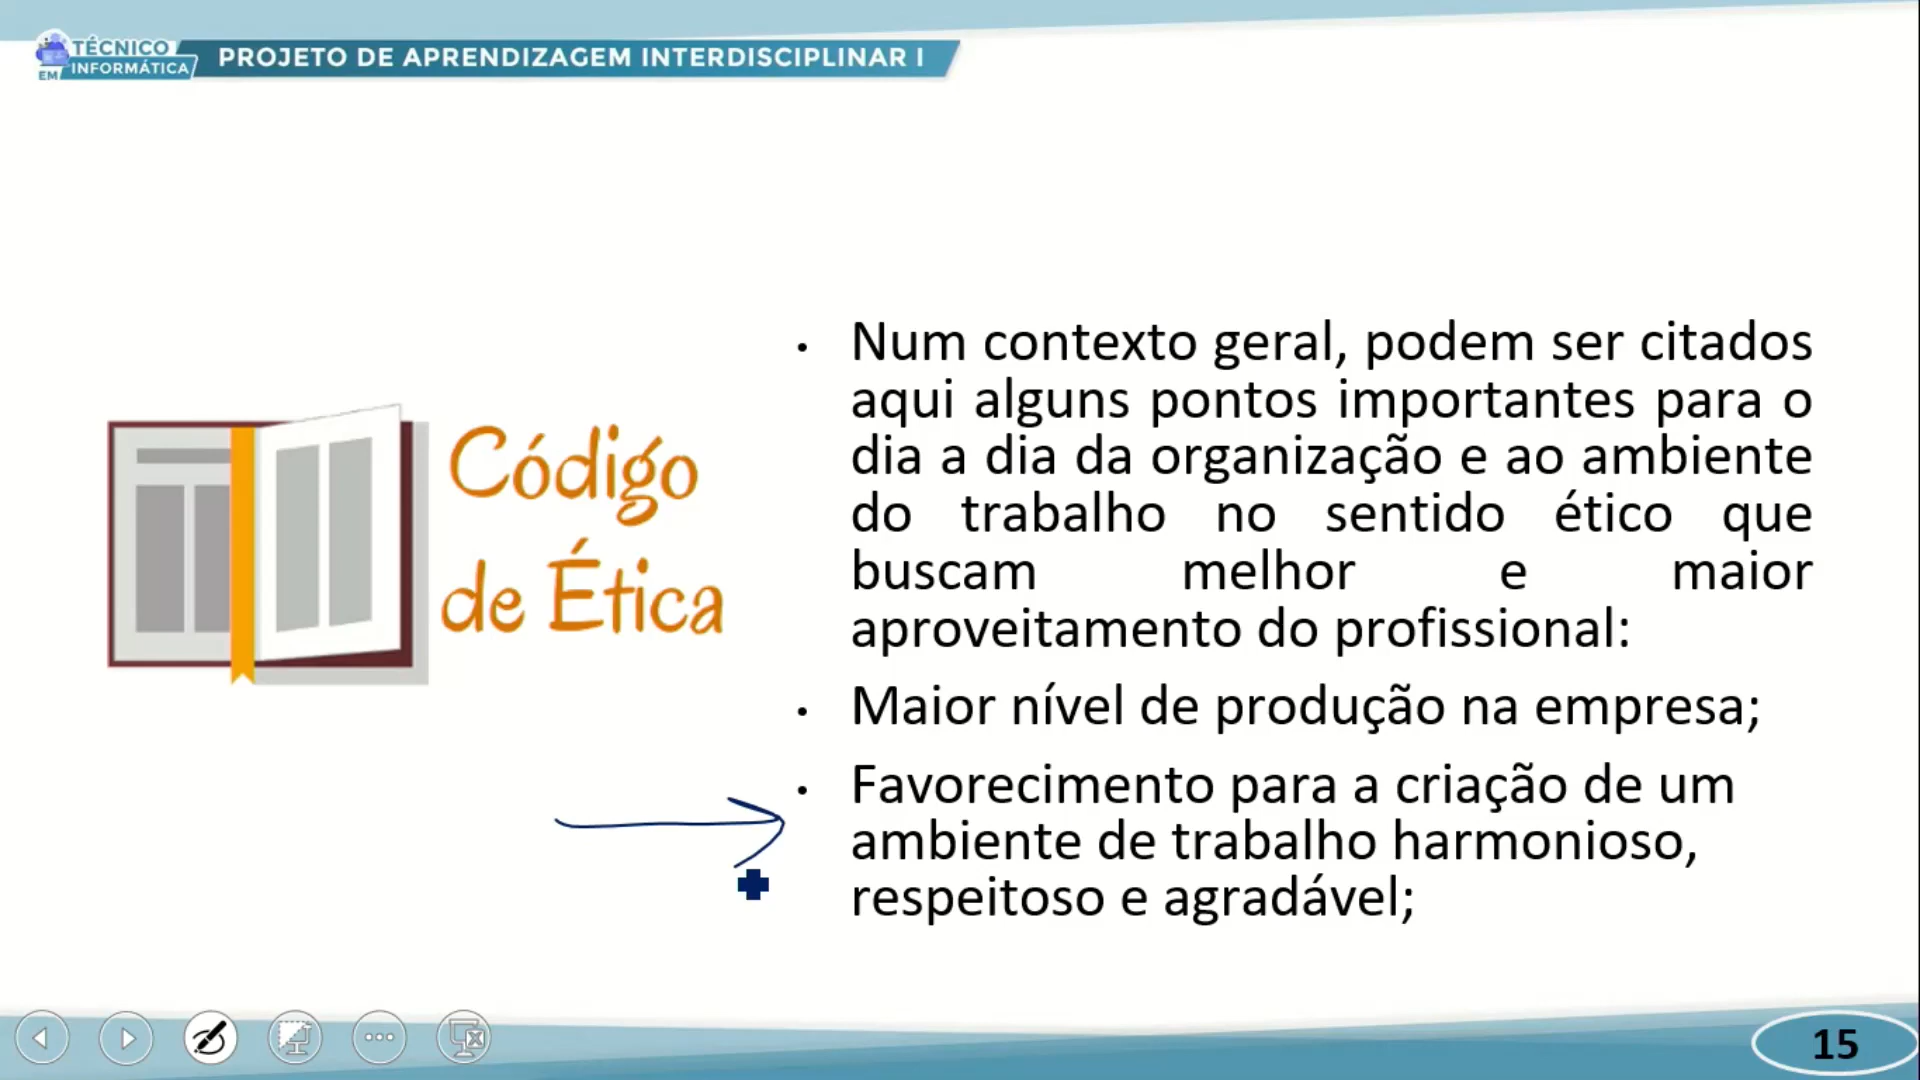 TÉCNICO
EM INFORMÁTICA
PROJETO DE APRENDIZAGEM INTERDISCIPLINAR I
Código
de Ética
• Num contexto geral, podem ser citados
aqui alguns pontos importantes para o
dia a dia da organização e ao ambiente
do trabalho no sentido ético que
buscam melhor e maior
aproveitamento do profissional:
• Maior nível de produção na empresa;
• Favorecimento para a criação de um
ambiente de trabalho harmonioso,
respeitoso e agradável;
15